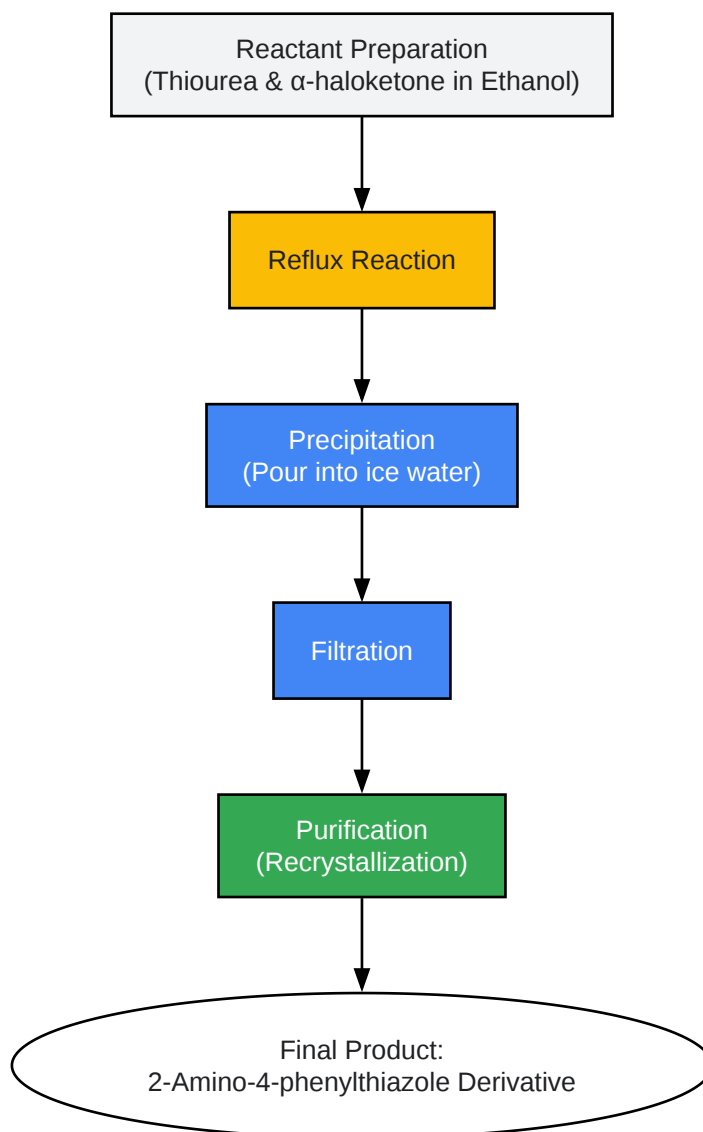 Reactant Preparation
(Thiourea & α-haloketone in Ethanol)
Reflux Reaction
Precipitation
(Pour into ice water)
Filtration
Purification
(Recrystallization)
Final Product:
2-Amino-4-phenylthiazole Derivative